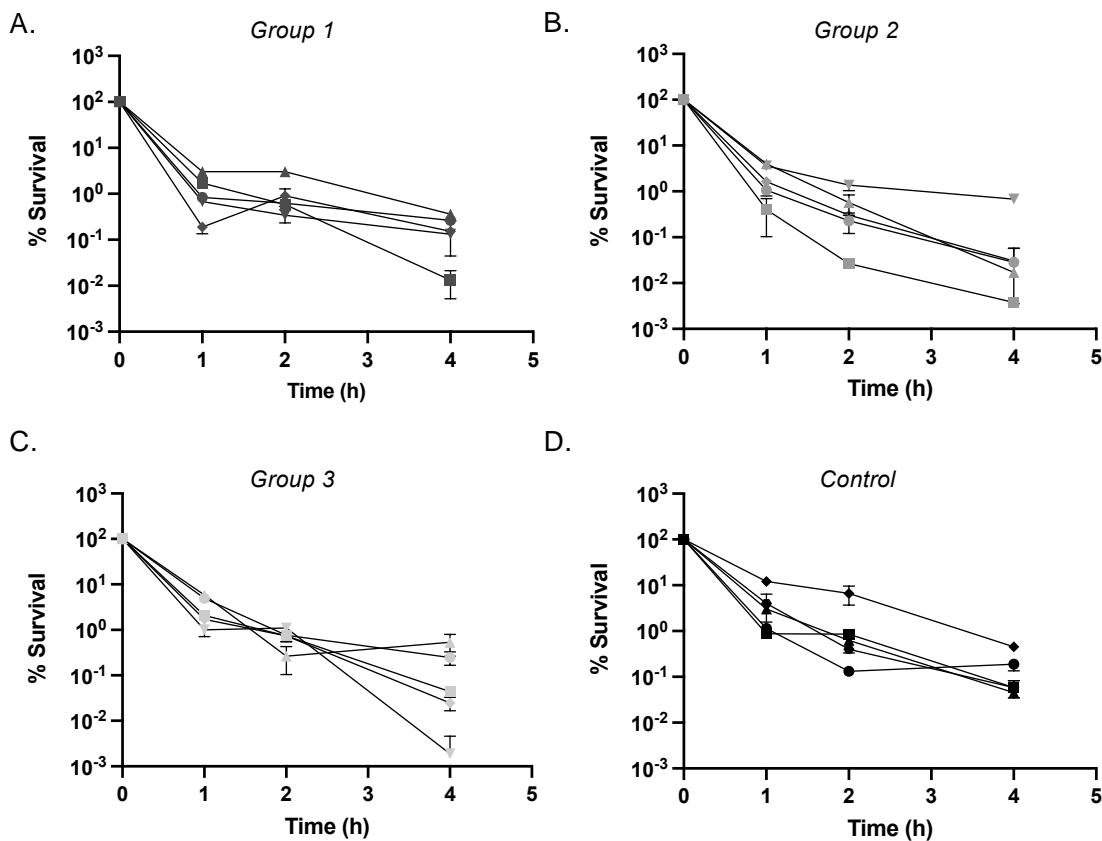 A.
Group 1
10³
10²
10¹
10⁰
10⁻¹
10⁻²
10⁻³
% Survival
0 1 2 3 4 5
Time (h)
B.
Group 2
10³
10²
10¹
10⁰
10⁻¹
10⁻²
10⁻³
% Survival
0 1 2 3 4 5
Time (h)
C.
Group 3
10³
10²
10¹
10⁰
10⁻¹
10⁻²
10⁻³
% Survival
0 1 2 3 4 5
Time (h)
D.
Control
10³
10²
10¹
10⁰
10⁻¹
10⁻²
10⁻³
% Survival
0 1 2 3 4 5
Time (h)